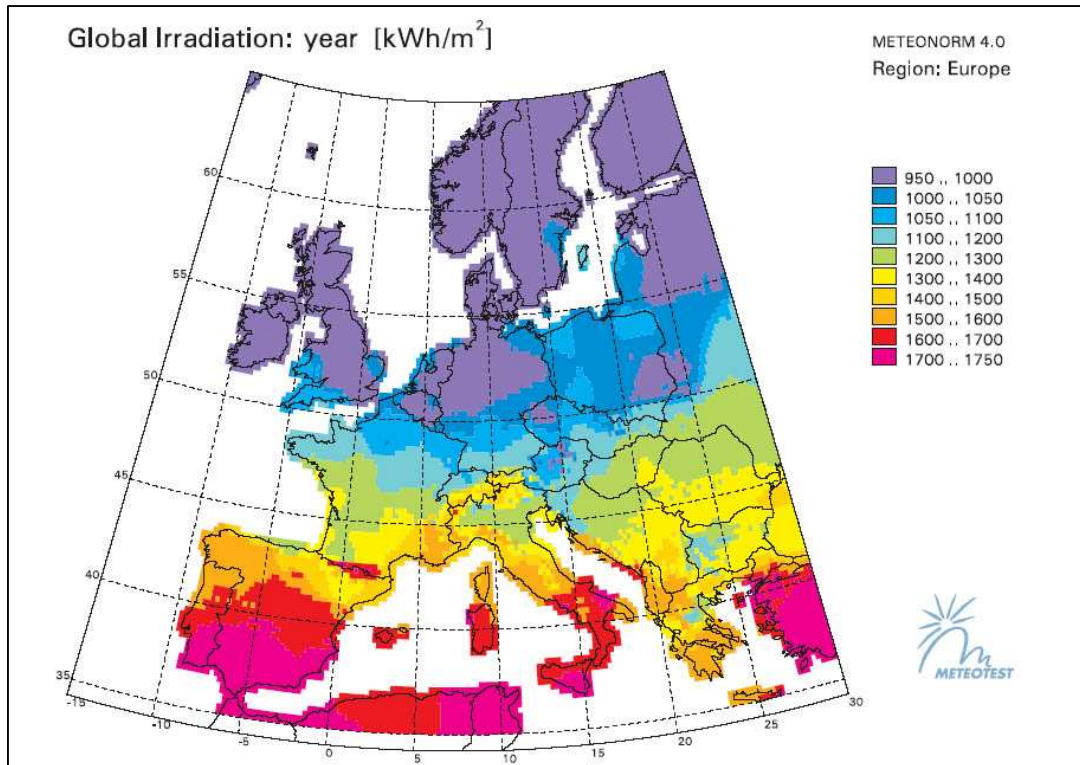 Global Irradiation: year [kWh/m²]
METEONORM 4.0
Region: Europe
950 ,, 1000
1000 ,, 1050
1050 ,, 1100
1100 ,, 1200
1200 ,, 1300
1300 ,, 1400
1400 ,, 1500
1500 ,, 1600
1600 ,, 1700
1700 ,, 1750
60
55
50
45
40
35
-15
-10
-5
0
5
10
15
20
25
30
METEOTEST